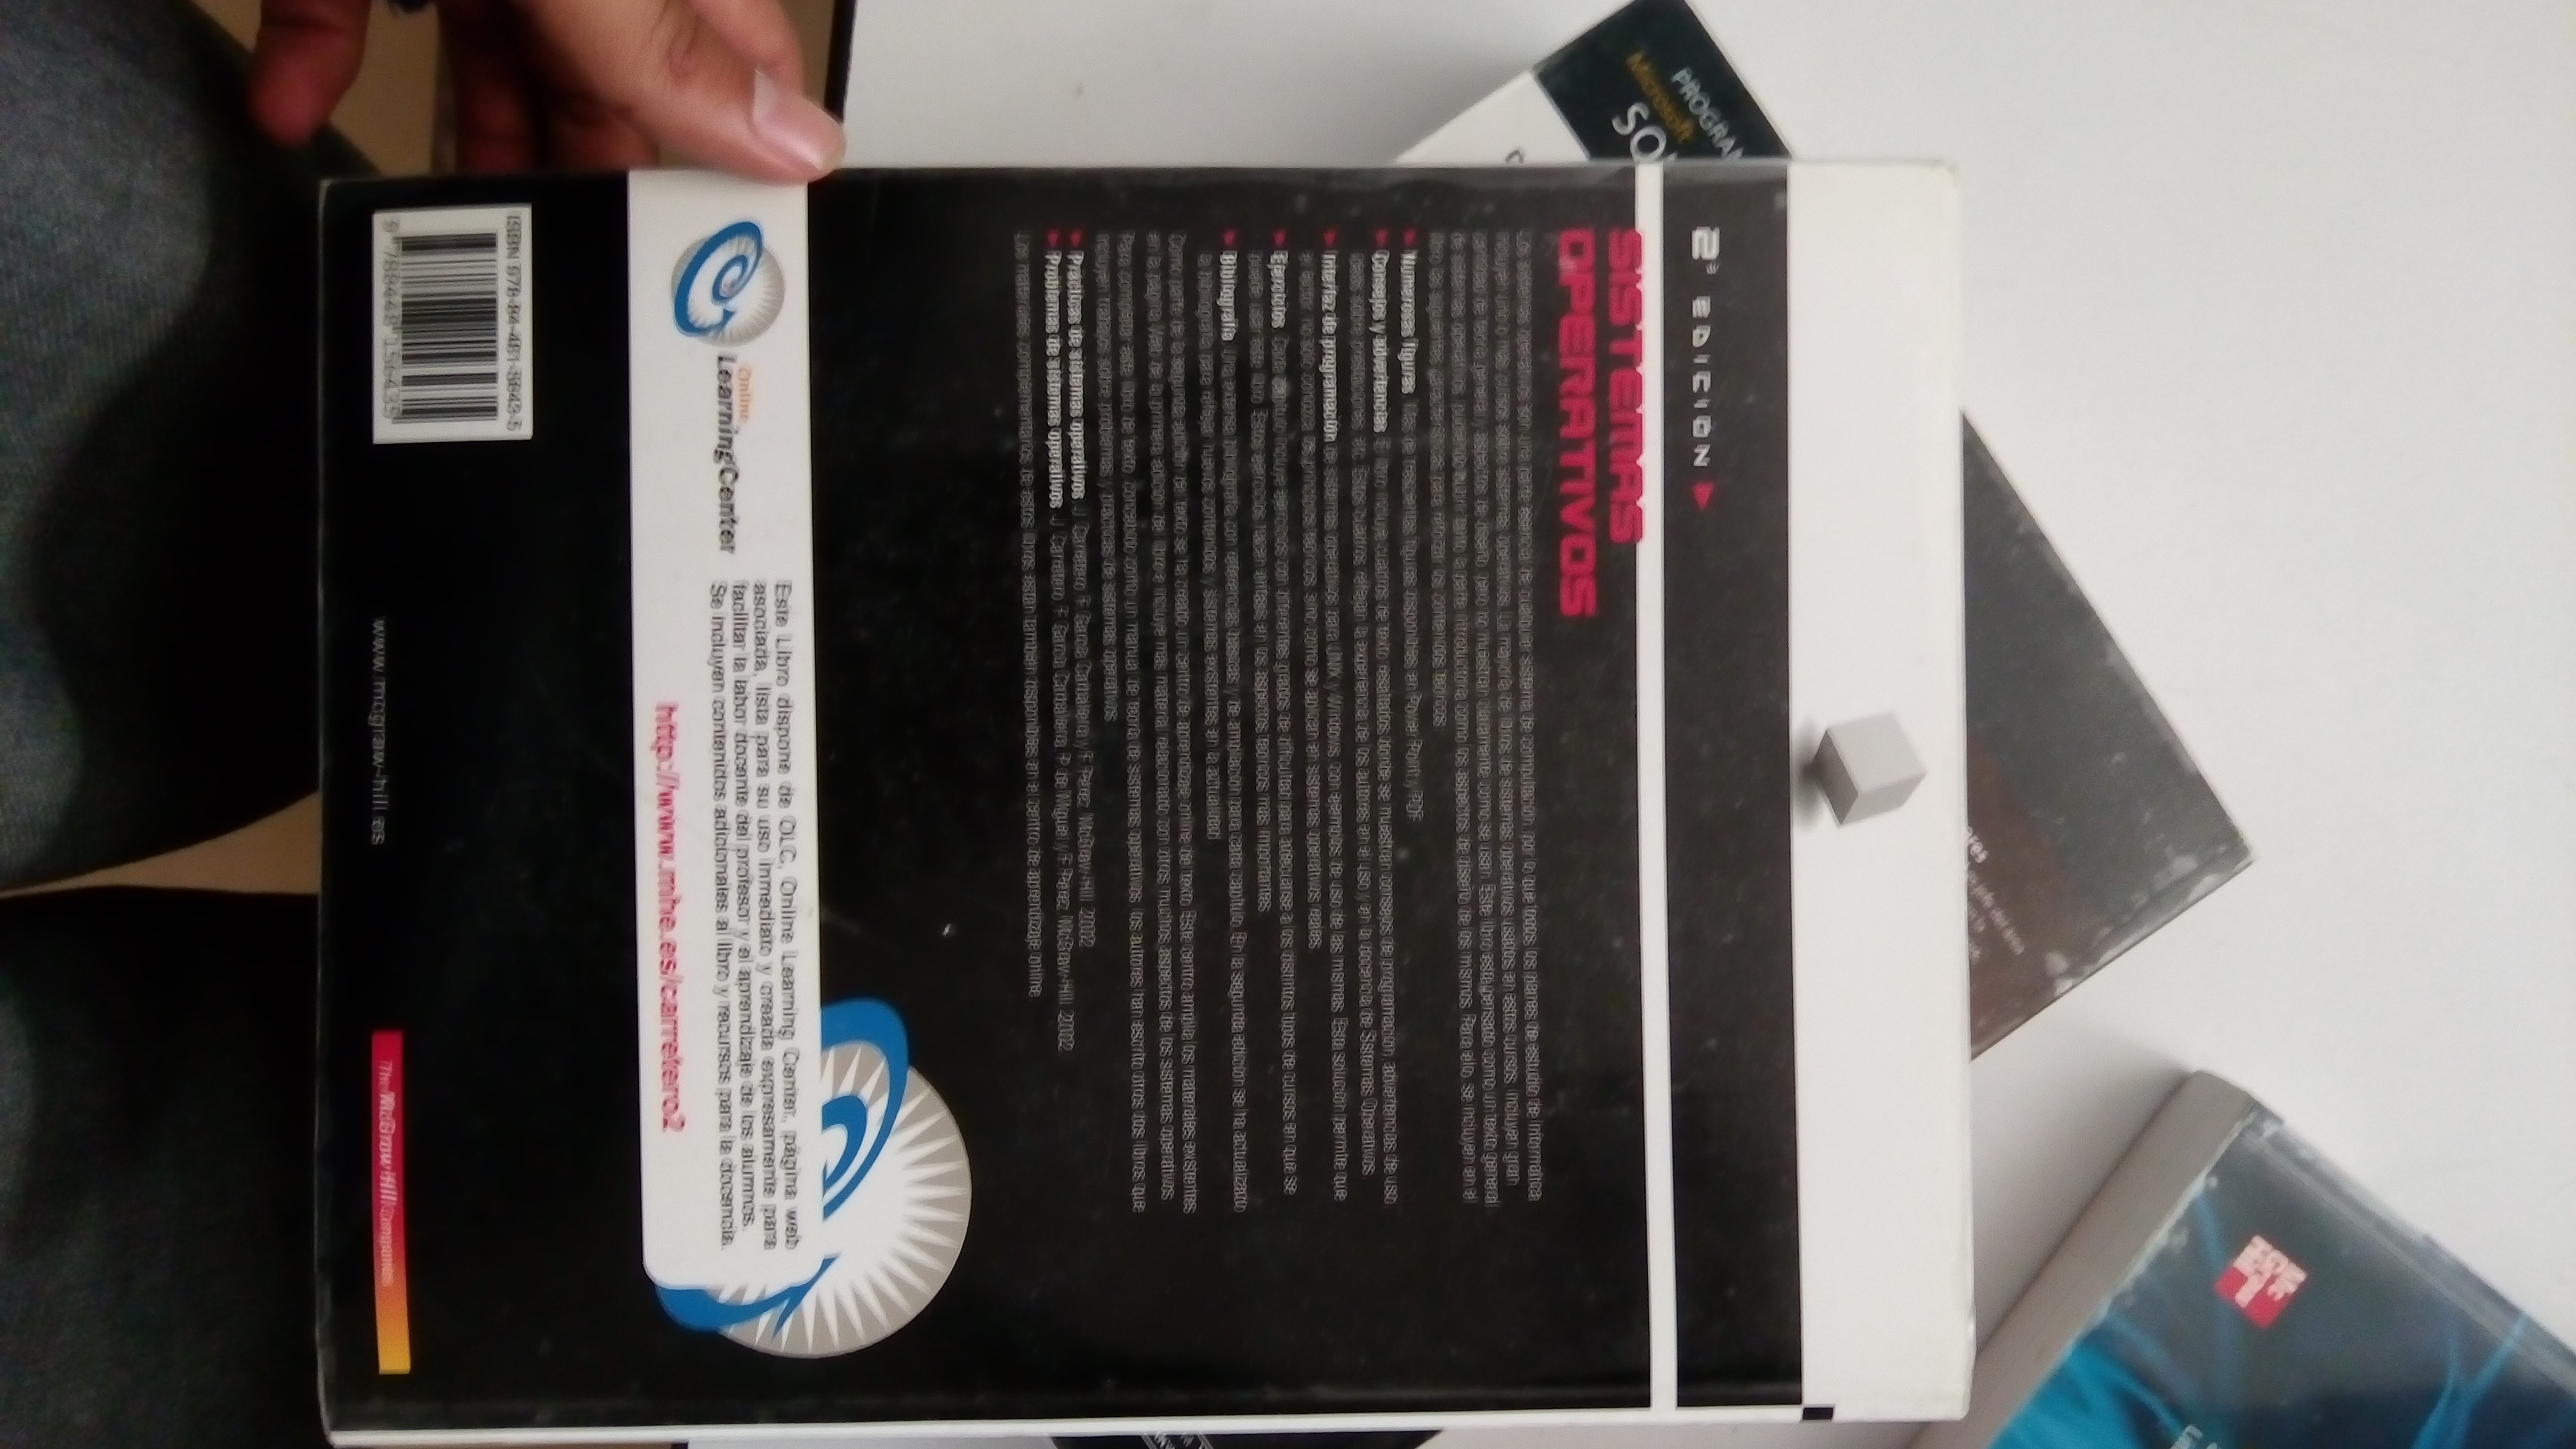 2ª EDICIÓN
SISTEMAS
OPERATIVOS
Los sistemas operativos son una parte esencial de cualquier sistema de computación, por lo que todos los planes de estudio de informática
incluyen uno o más cursos sobre sistemas operativos. La mayoría de libros de sistemas operativos usados en estos cursos, incluyen gran
cantidad de teoría general y aspectos de diseño, pero no muestran claramente cómo se usan. Este libro está pensado como un texto general
de sistemas operativos, pudiendo cubrir tanto la parte introductoria como los aspectos de diseño de los mismos. Para ello, se incluyen en el
libro las siguientes para reforzar los contenidos teóricos:
Numerosas figuras. Más de trescientas figuras disponibles en Power Point y PDF.
Consejos y advertencias. El libro incluye cuadros de texto resaltados donde se muestran consejos de programación, advertencias de uso,
datos sobre prestaciones, etc. Estos cuadros reflejan la experiencia de los autores en el uso y en la docencia de Sistemas Operativos.
Interfaz de programación de sistemas operativos para UNIX y Windows, con ejemplos de uso de las mismas. Esta solución permite que
el lector no sólo conozca los principios teóricos, sino cómo se aplican en sistemas operativos reales.
Ejercicios. Cada capítulo incluye ejercicios con diferentes grados de dificultad para adecuarse a los distintos tipos de cursos en que se
puede usar este libro. Estos ejercicios hacen énfasis en los aspectos teóricos más importantes.
Bibliografía. Una extensa bibliografía, con referencias básicas y de ampliación para cada capítulo. En la segunda edición se ha actualizado
la bibliografía para reflejar nuevos contenidos y sistemas existentes en la actualidad.
Como parte de la segunda edición del texto, se ha creado un centro de aprendizaje online del texto. Este centro amplía los materiales existentes
en la página Web de la primera edición del libro e incluye más material relacionado con otros muchos aspectos de los sistemas operativos.
Para completar este libro de texto, concebido como un manual de teoría de sistemas operativos, los autores han escrito otros dos libros que
incluyen trabajos sobre problemas y prácticas de sistemas operativos:
Prácticas de sistemas operativos. J. Carretero, F. García Carballeira y F. Pérez. McGraw-Hill, 2002.
Problemas de sistemas operativos. J. Carretero, F. García Carballeira, P. de Miguel y F. Pérez. McGraw-Hill, 2002.
Los materiales complementarios de estos libros están también disponibles en el centro de aprendizaje online.
Online
LearningCenter
Este Libro dispone de OLC, Online Learning Center, página web
asociada, lista para su uso inmediato y creada expresamente para
facilitar la labor docente del profesor y el aprendizaje de los alumnos.
Se incluyen contenidos adicionales al libro y recursos para la docencia.
http://www.mhe.es/carretero2
ISBN 978-84-481-5643-5
9 788448 156435
www.mcgraw-hill.es
The McGraw-Hill Companies
PROGRAM
Microsoft
SQ